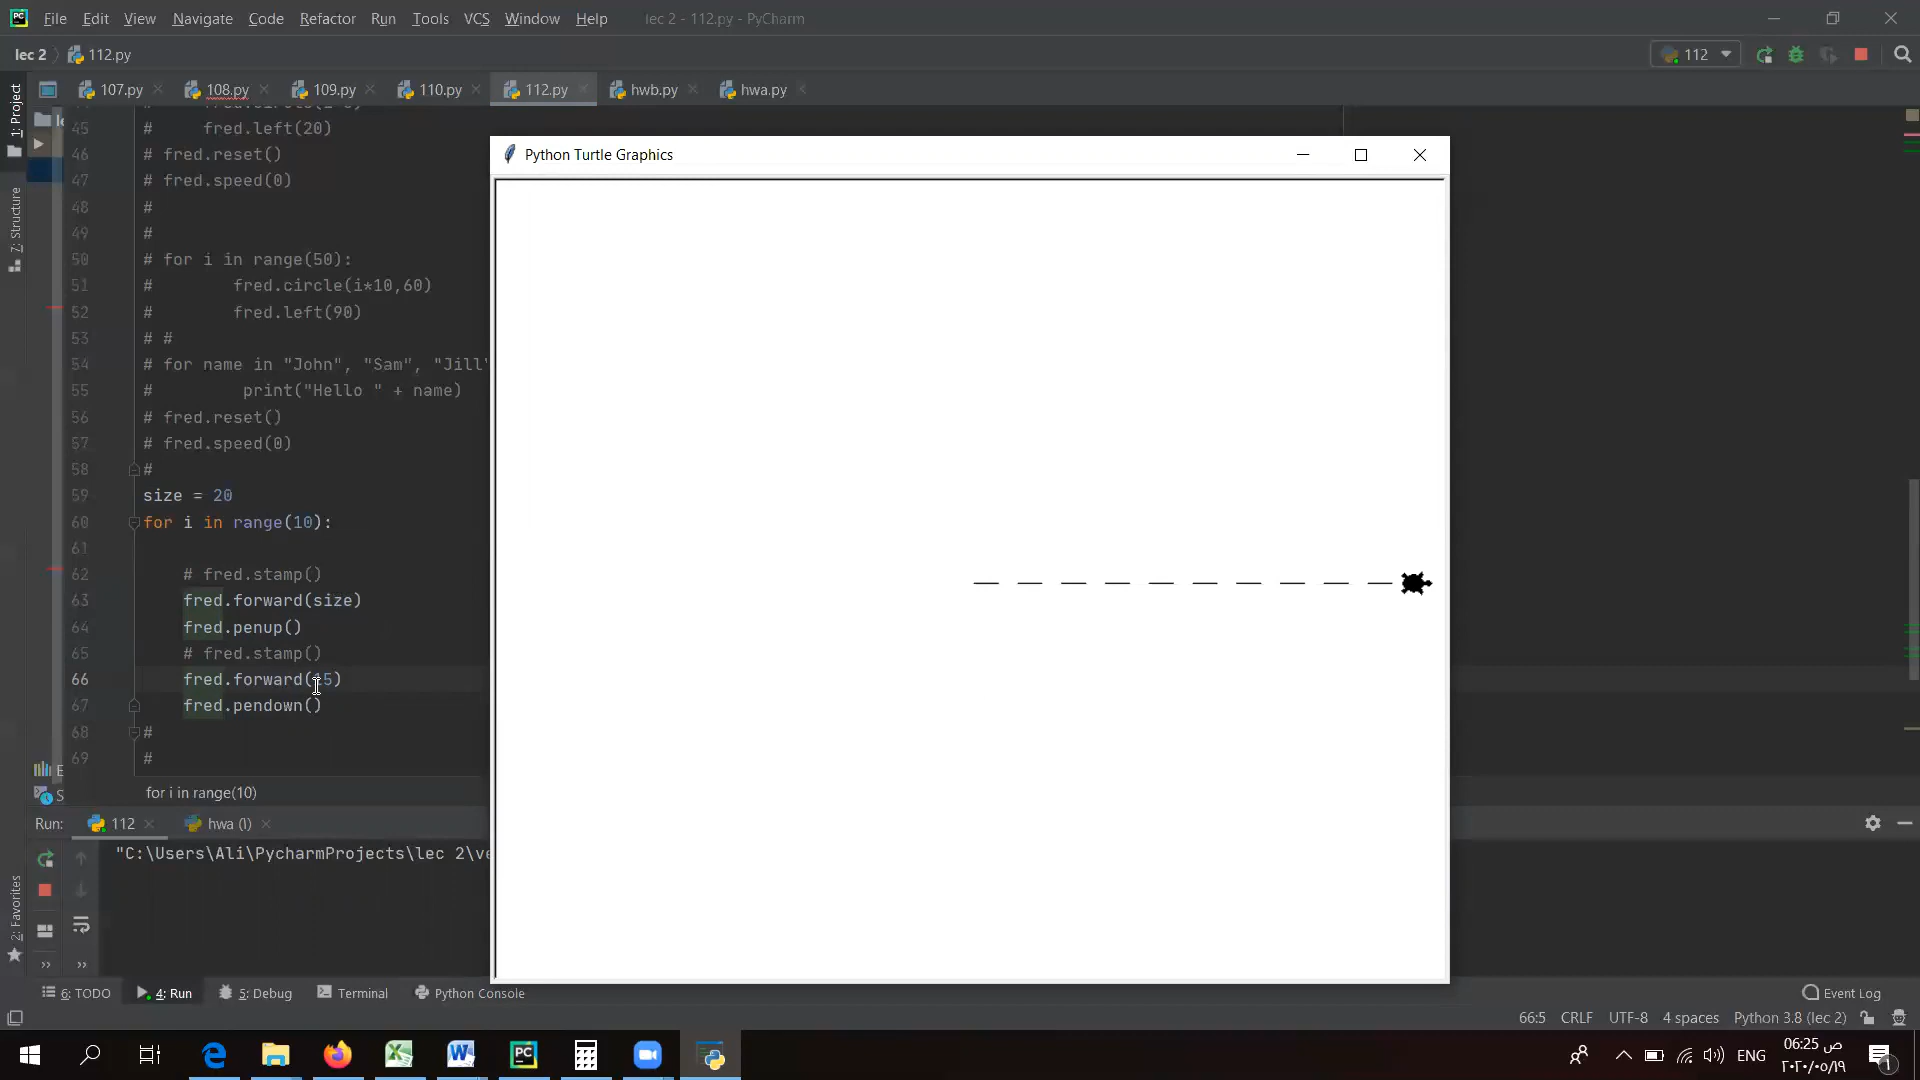 File Edit View Navigate Code Refactor Run Tools VCS Window Help lec 2 - 112.py - PyCharm
lec 2 112.py 112
107.py 108.py 109.py 110.py 112.py hwb.py hwa.py
1: Project
7: Structure
2: Favorites
45 # fred.left(20)
46 # fred.reset()
47 # fred.speed(0)
48 #
49 #
50 # for i in range(50):
51 # fred.circle(i*10,60)
52 # fred.left(90)
53 # #
54 # for name in "John", "Sam", "Jill"
55 # print("Hello " + name)
56 # fred.reset()
57 # fred.speed(0)
58 #
59 size = 20
60 for i in range(10):
61
62 # fred.stamp()
63 fred.forward(size)
64 fred.penup()
65 # fred.stamp()
66 fred.forward(15)
67 fred.pendown()
68 #
69 #
for i in range(10)
Python Turtle Graphics
Run: 112 hwa (1)
"C:\Users\Ali\PycharmProjects\lec 2\ve
6: TODO 4: Run 5: Debug Terminal Python Console Event Log
66:5 CRLF UTF-8 4 spaces Python 3.8 (lec 2)
ENG
06:25 ص
٢٠٢٠/٠٥/١٩